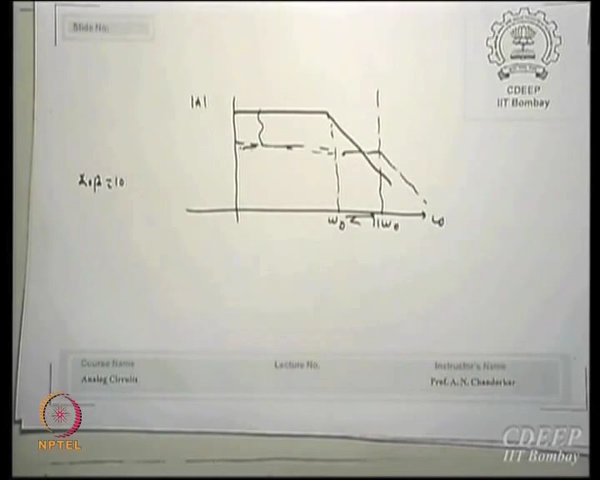 Slide No:
CDEEP
IIT Bombay
|A|
A₀β = 10
ω₀
11ω₀
ω
Course Name
Lecture No.
Instructor's Name
Analog Circuits
Prof. A. N. Chandorkar
NPTEL
CDEEP
IIT Bombay